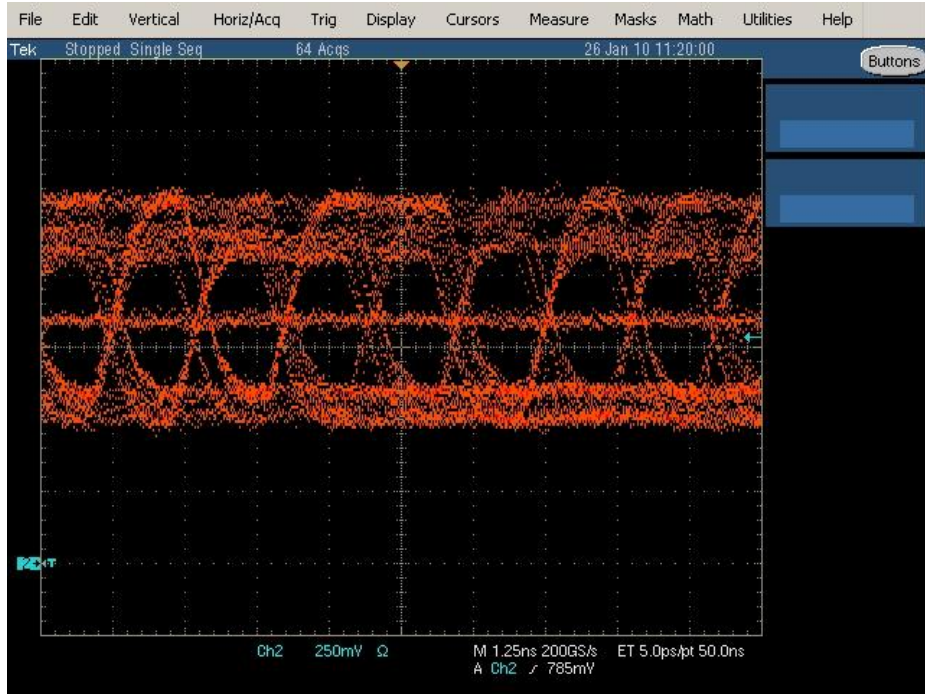 File Edit Vertical Horiz/Acq Trig Display Cursors Measure Masks Math Utilities Help
Tek Stopped Single Seq 64 Acqs 26 Jan 10 11:20:00
Buttons
Ch2 250mV Ω M 1.25ns 200GS/s ET 5.0ps/pt 50.0ns
A Ch2 ⁄ 785mV